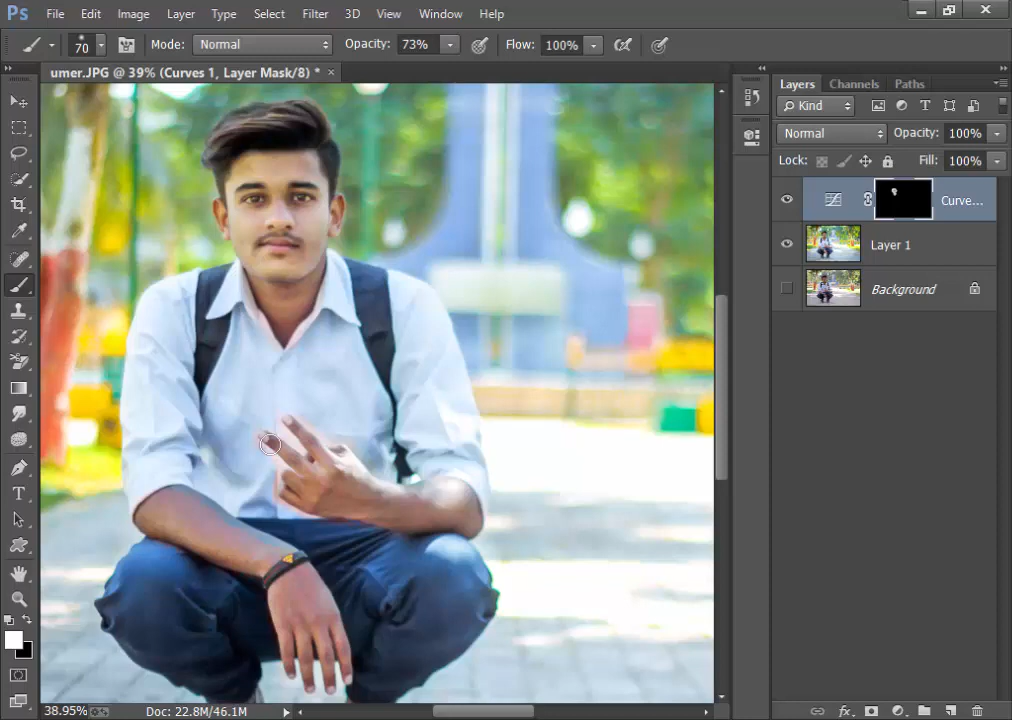 Ps File Edit Image Layer Type Select Filter 3D View Window Help
70 Mode: Normal Opacity: 73% Flow: 100%
umer.JPG @ 39% (Curves 1, Layer Mask/8) * ×
Layers Channels Paths
Kind
Normal Opacity: 100%
Lock: Fill: 100%
Curve...
Layer 1
Background
38.95% Doc: 22.8M/46.1M